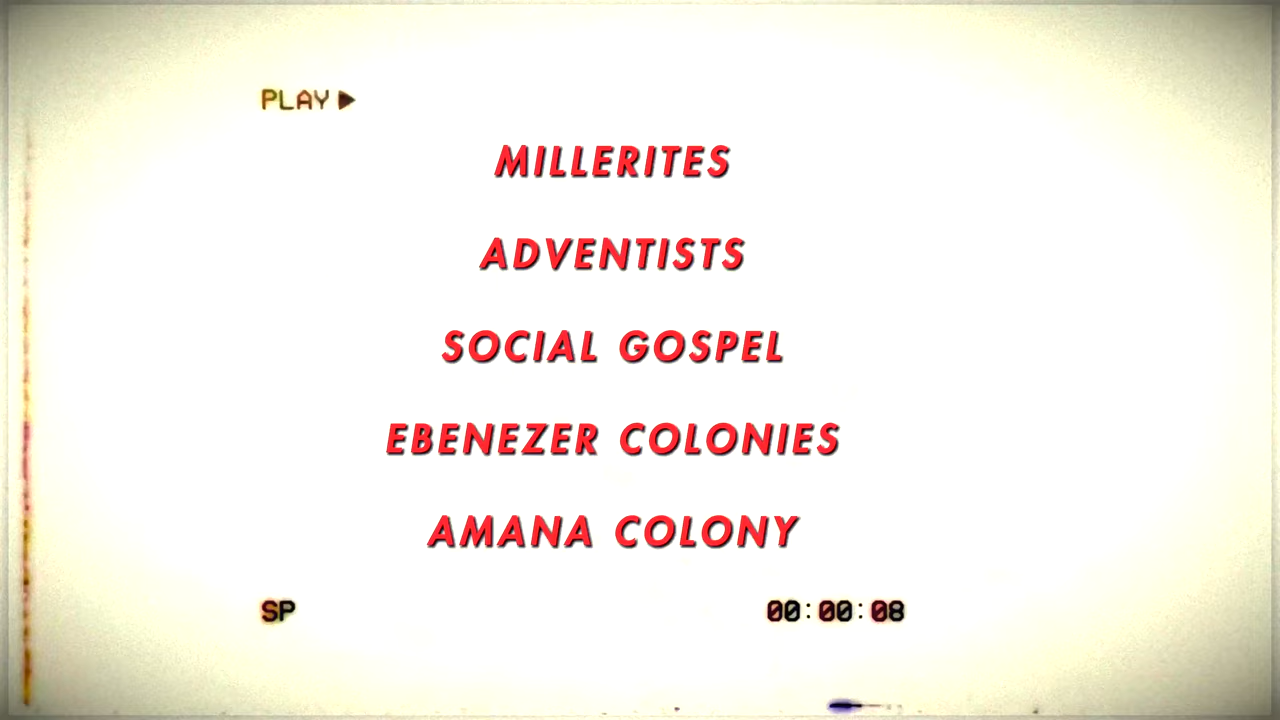 PLAY
MILLERITES
ADVENTISTS
SOCIAL GOSPEL
EBENEZER COLONIES
AMANA COLONY
SP 00:00:08